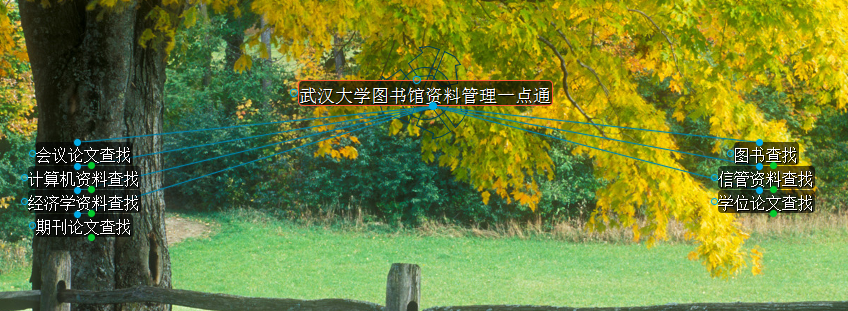 武汉大学图书馆资料管理一点通
会议论文查找
计算机资料查找
经济学资料查找
期刊论文查找
图书查找
信管资料查找
学位论文查找